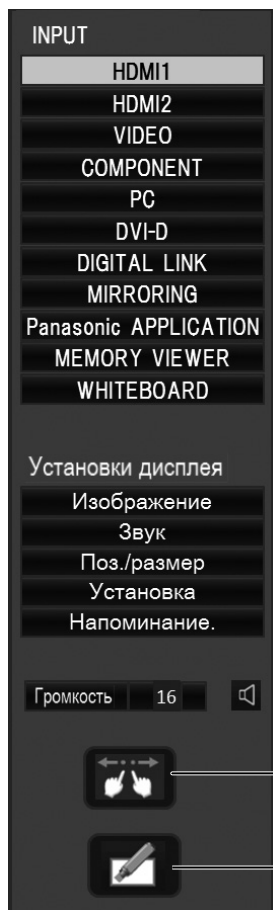 INPUT
HDMI1
HDMI2
VIDEO
COMPONENT
PC
DVI-D
DIGITAL LINK
MIRRORING
Panasonic APPLICATION
MEMORY VIEWER
WHITEBOARD
Установки дисплея
Изображение
Звук
Поз./размер
Установка
Напоминание.
Громкость 16